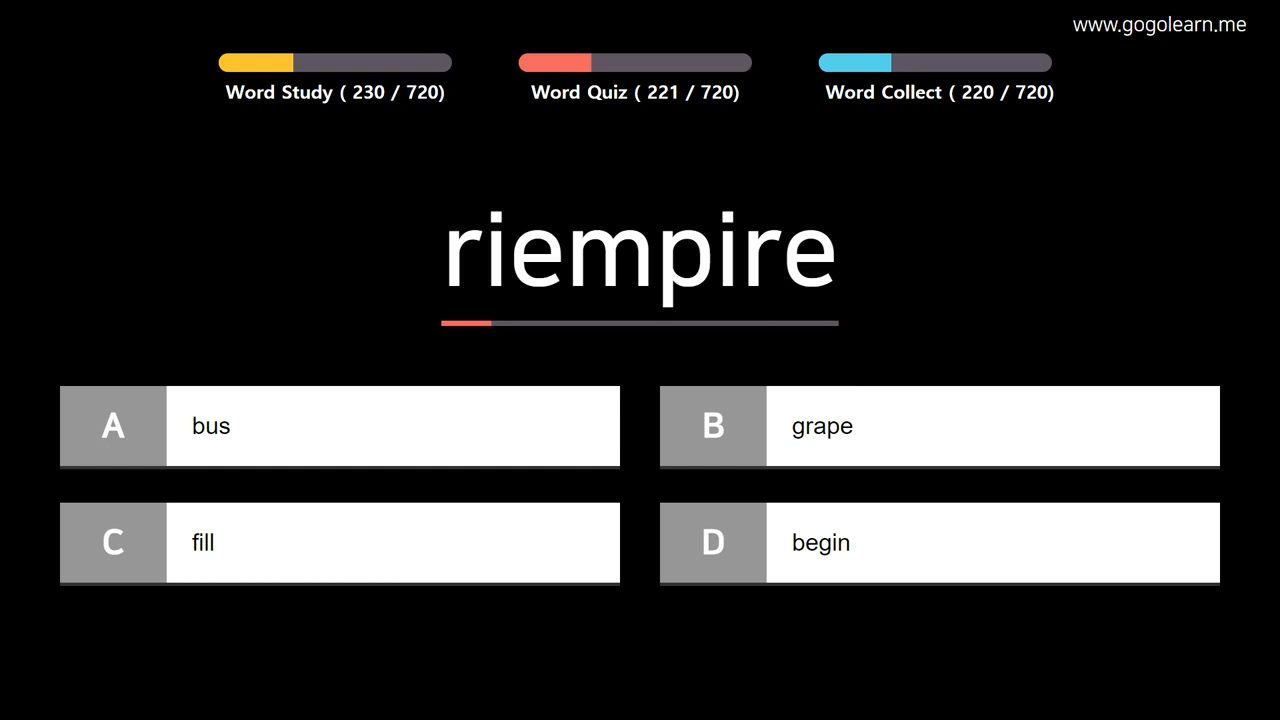 www.gogolearn.me
Word Study ( 230 / 720)
Word Quiz ( 221 / 720)
Word Collect ( 220 / 720)
riempire
A bus
B grape
C fill
D begin